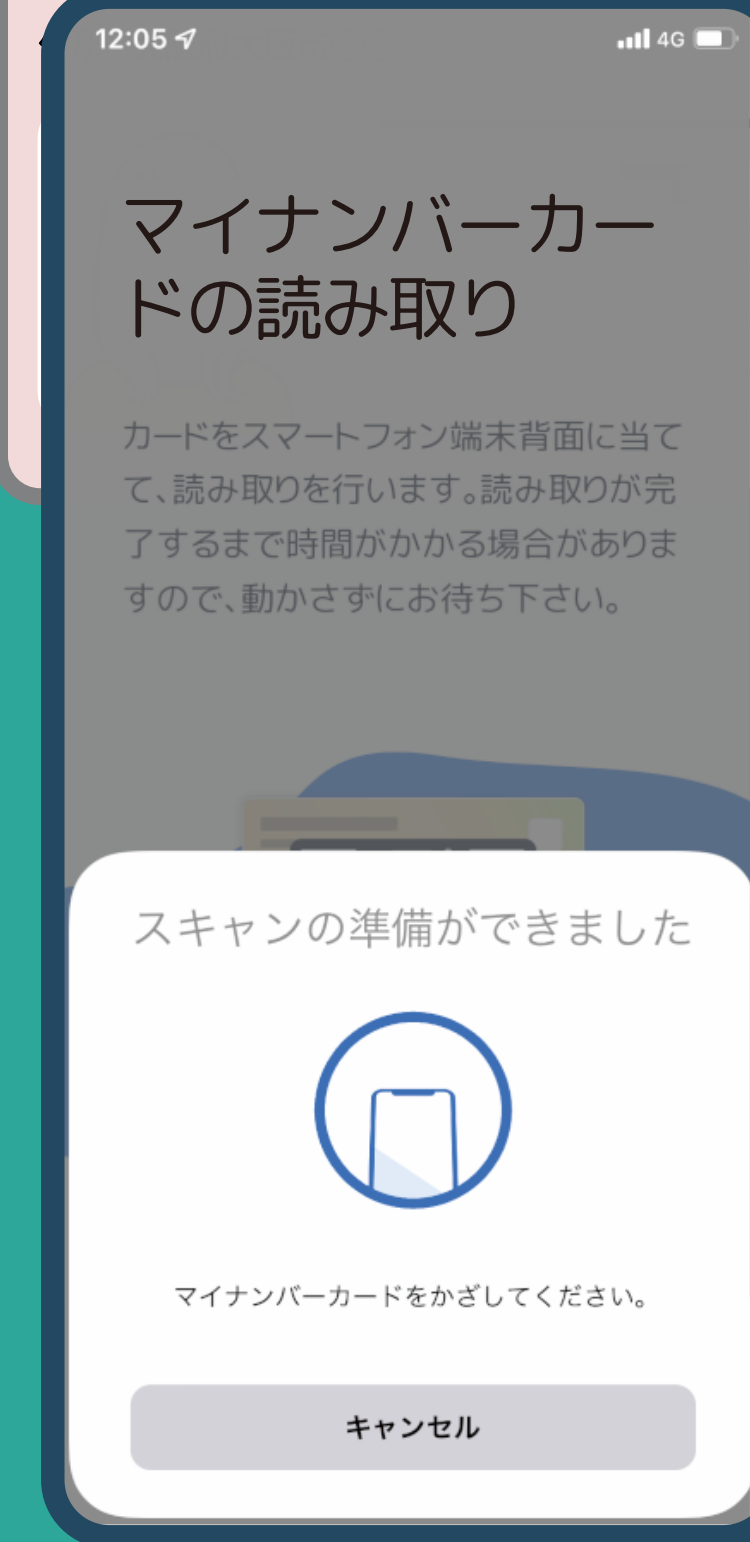 12:05
4G
マイナンバーカー
ドの読み取り
カードをスマートフォン端末背面に当て
て、読み取りを行います。読み取りが完
了するまで時間がかかる場合がありま
すので、動かさずにお待ち下さい。
スキャンの準備ができました
マイナンバーカードをかざしてください。
キャンセル